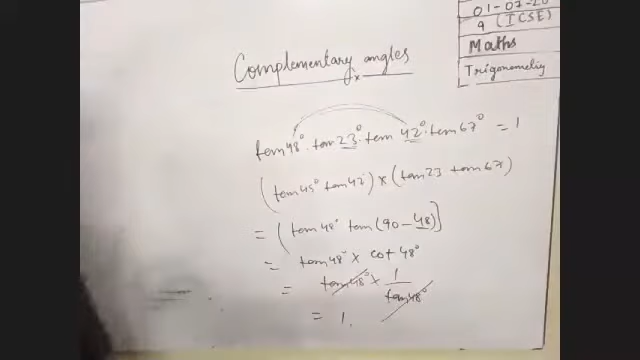 01-07-20
9 (ICSE)
Maths
Trigonometry
Complementary angles
tan 48° · tan 23° · tan 42° · tan 67° = 1
(tan 48° tan 42°) × (tan 23 tan 67)
= (tan 48° tan (90 - 48)]
= tan 48° × cot 48°
= tan 48° × 1/tan 48°
= 1.